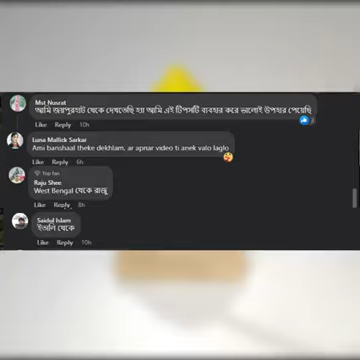 Mst Nusrat
আমি জয়পুরহাট থেকে দেখতেছি হ্যা আমি এই টিপসটি ব্যবহার করে ভালোই উপহার পেয়েছি
Like Reply 10h
Luna Mallick Sarkar
Ami barishaal theke dekhlam, ar apnar video ti anek valo laglo
Like Reply 6h
Top fan
Raju Shee
West Bengal থেকে রাজু
Like Reply 8h
Saidul Islam
ইতালি থেকে
Like Reply 10h